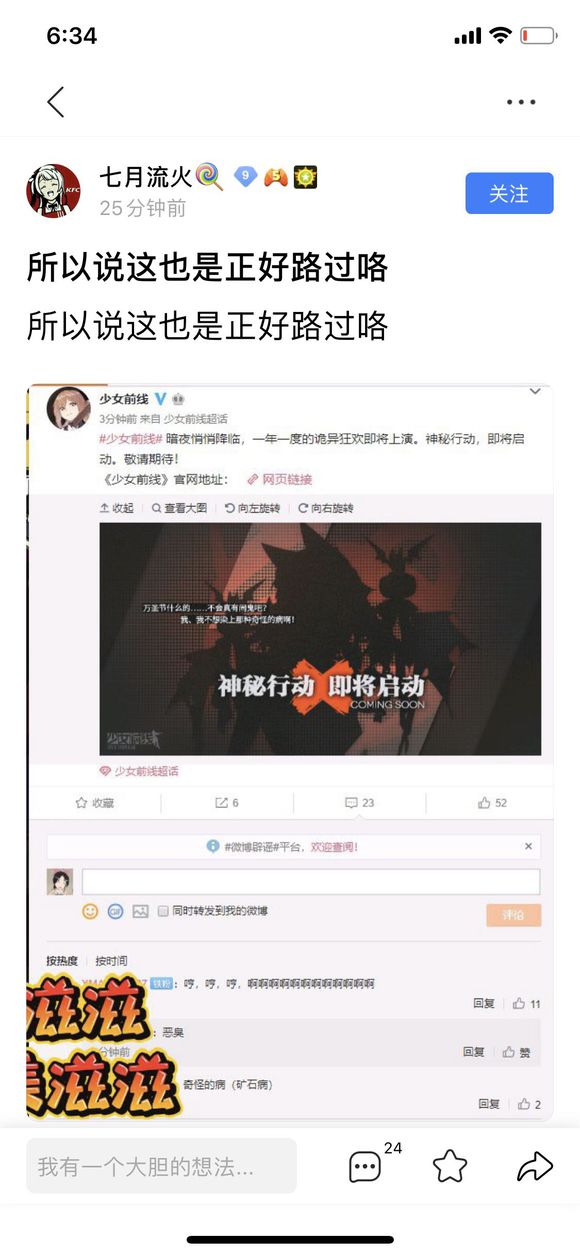 6:34
七月流火
9
5
KFC
25分钟前
关注
所以说这也是正好路过咯
所以说这也是正好路过咯
少女前线
3分钟前 来自 少女前线超话
#少女前线# 暗夜悄悄降临，一年一度的诡异狂欢即将上演。神秘行动，即将启
动。敬请期待！
《少女前线》官网地址： 网页链接
收起 查看大图 向左旋转 向右旋转
万圣节什么的……不会真有闹鬼吧？
我、我不想染上那种奇怪的病啊！
神秘行动 即将启动
COMING SOON
少女前线
少女前线超话
收藏 6 23 52
#微博辟谣#平台，欢迎查阅！
GIF 同时转发到我的微博
评论
按热度 按时间
铁粉 ：哼，哼，哼，啊啊啊啊啊啊啊啊啊啊啊啊
回复 11
滋滋
：恶臭
分钟前
回复 赞
滋滋
奇怪的病（矿石病）
回复 2
我有一个大胆的想法...
24